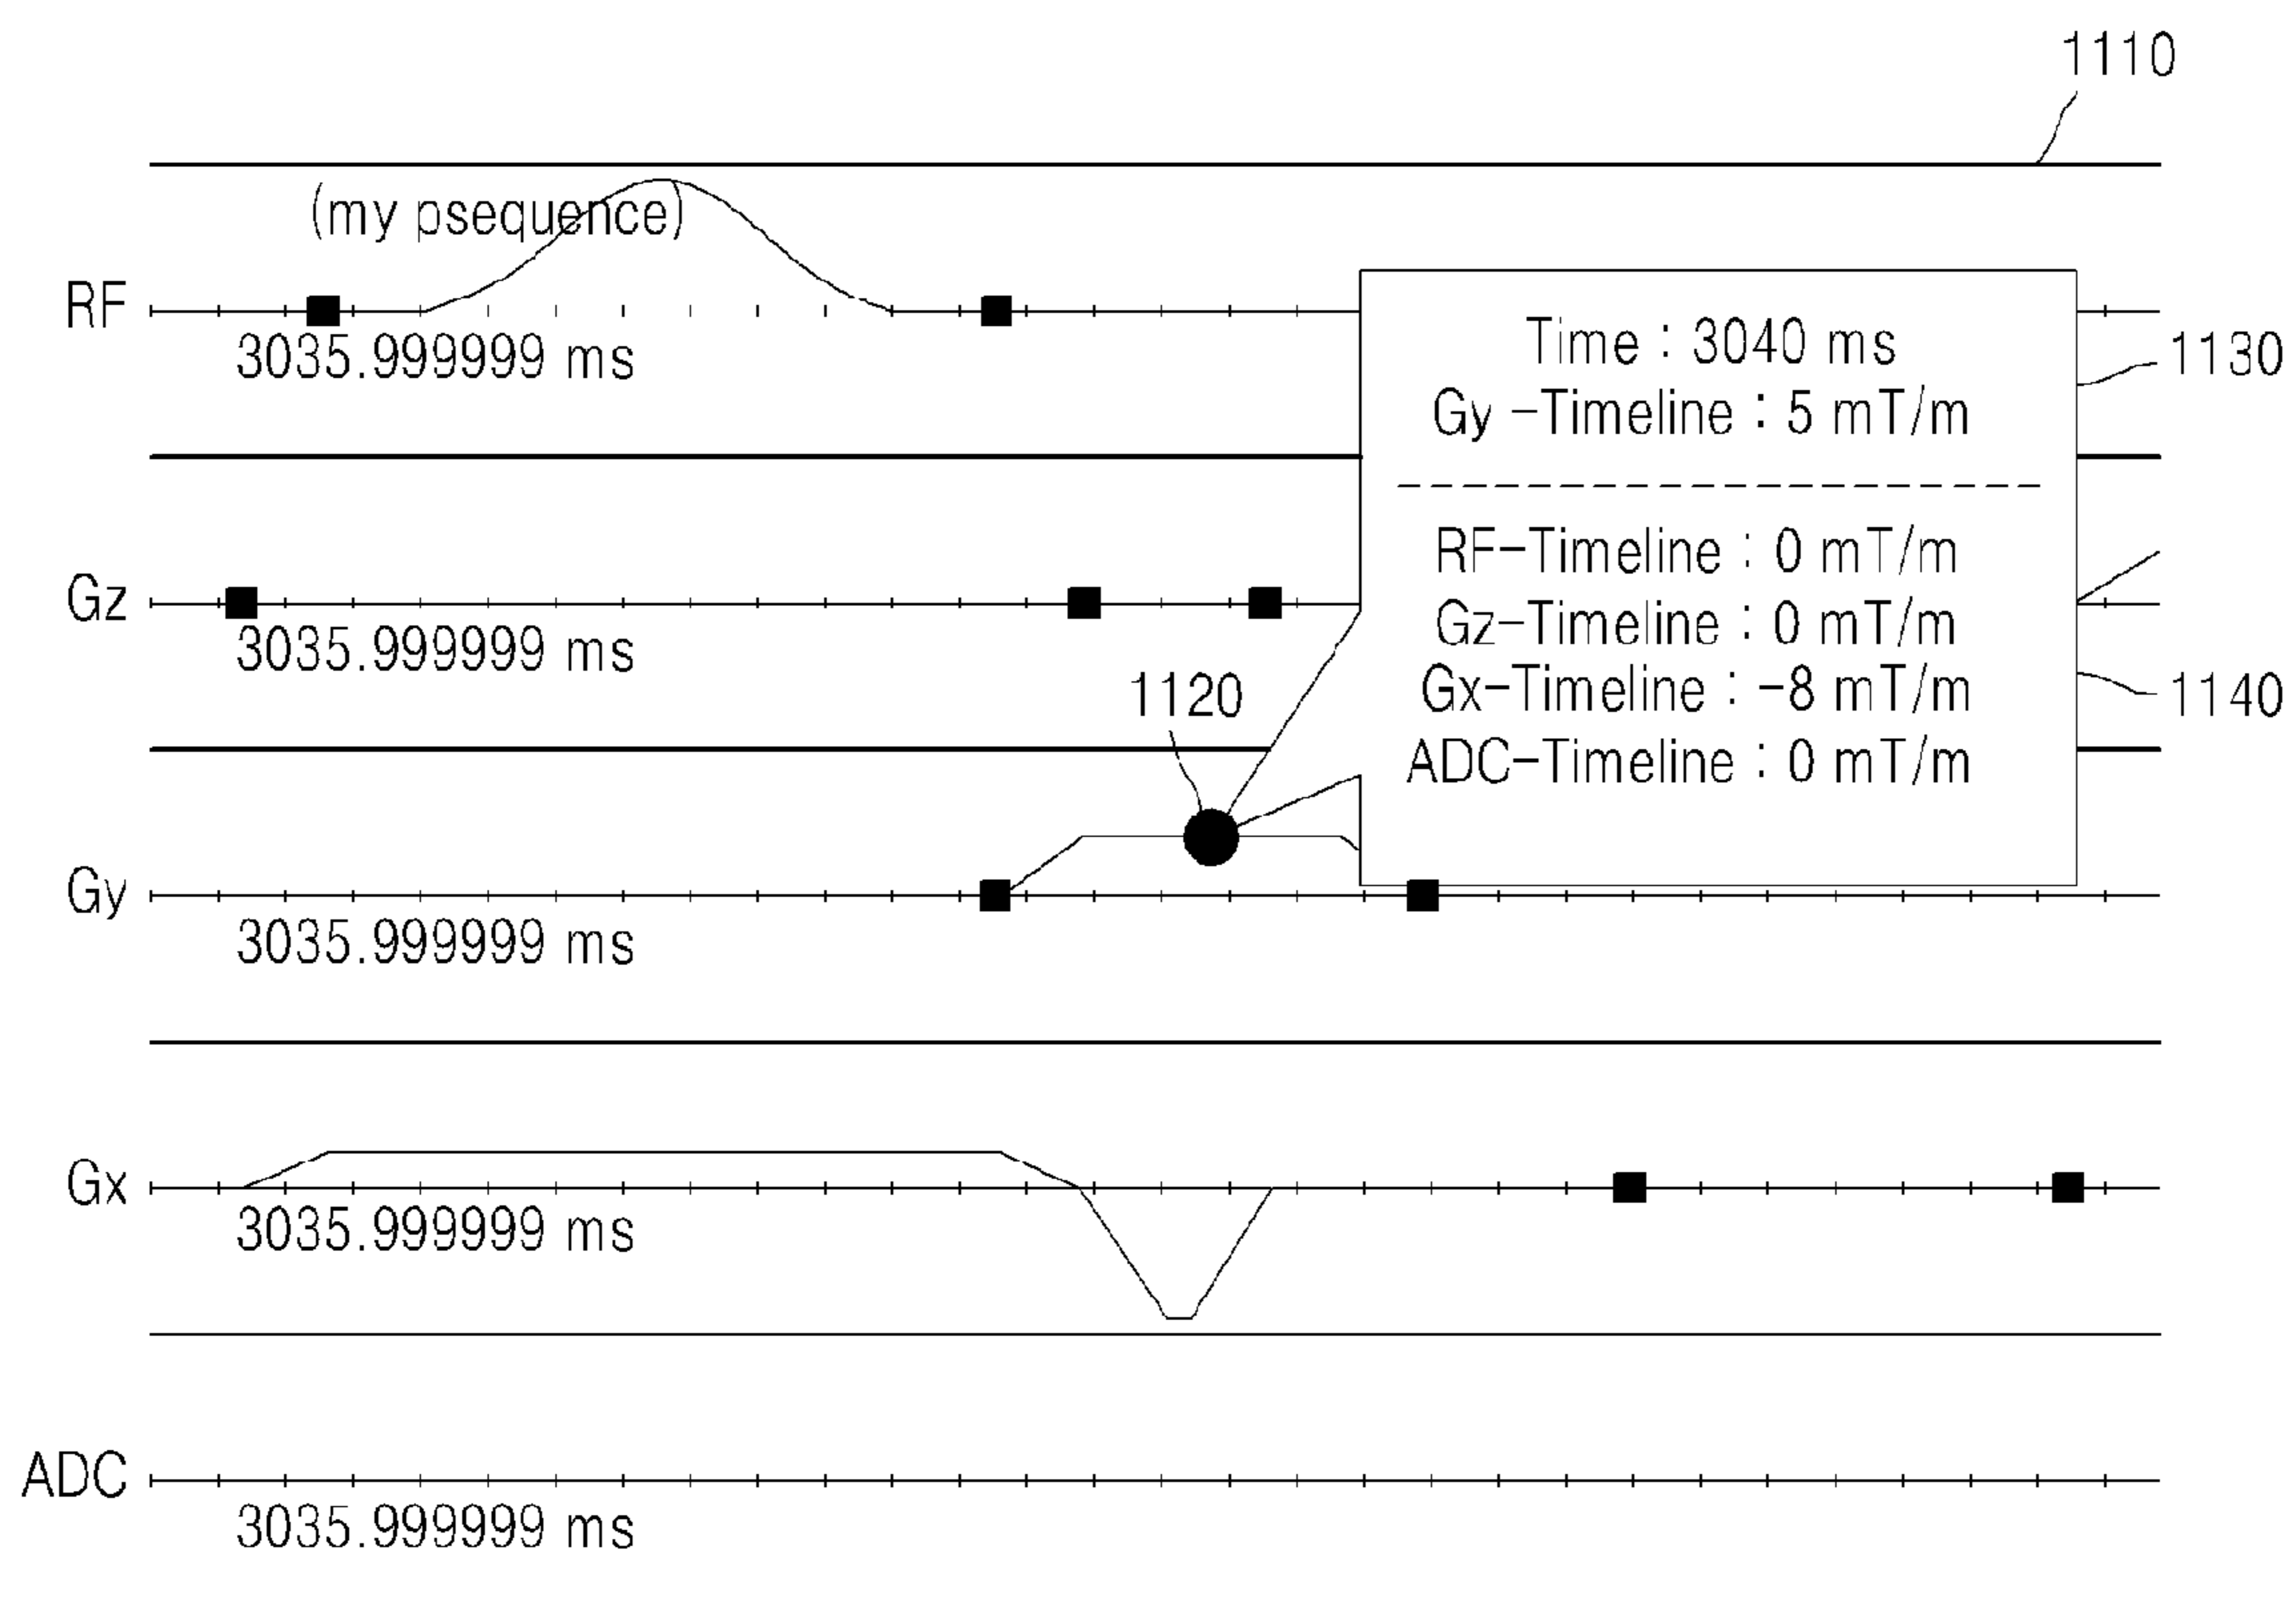 1110
(my psequence)
RF
3035.999999 ms
Time : 3040 ms
Gy -Timeline : 5 mT/m
1130
RF-Timeline : 0 mT/m
Gz-Timeline : 0 mT/m
Gx-Timeline : -8 mT/m
ADC-Timeline : 0 mT/m
1140
Gz
3035.999999 ms
1120
Gy
3035.999999 ms
Gx
3035.999999 ms
ADC
3035.999999 ms